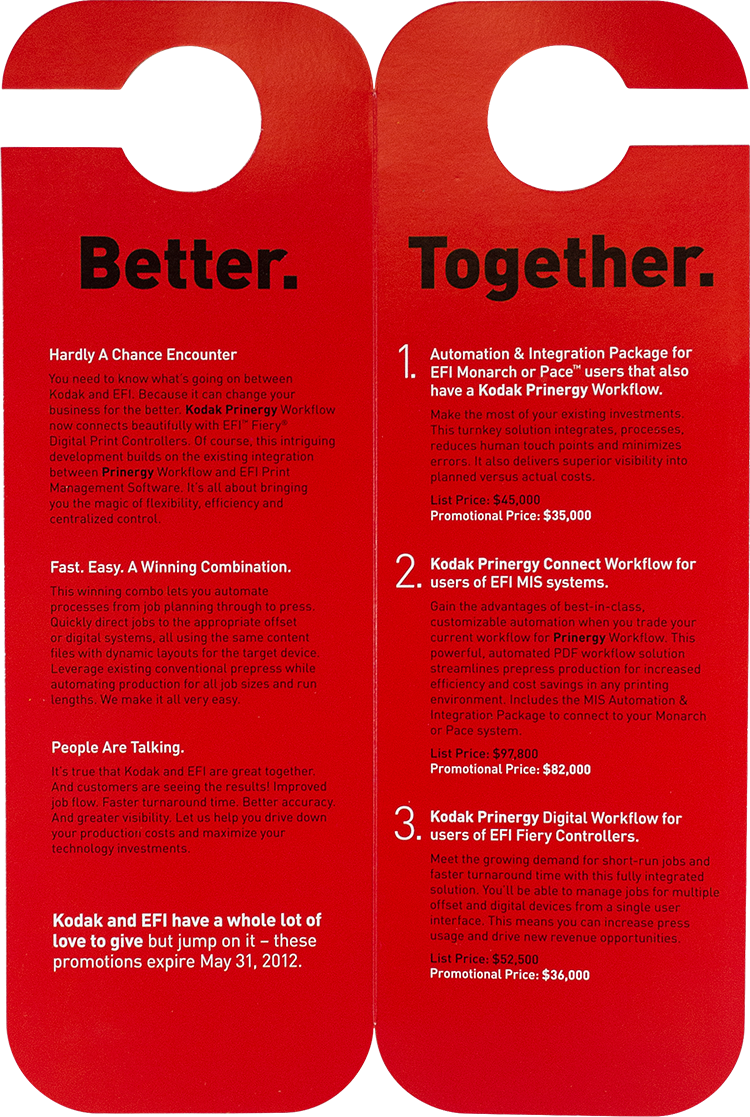 Better.
Hardly A Chance Encounter
You need to know what's going on between
Kodak and EFI. Because it can change your
business for the better. Kodak Prinergy Workflow
now connects beautifully with EFI™ Fiery®
Digital Print Controllers. Of course, this intriguing
development builds on the existing integration
between Prinergy Workflow and EFI Print
Management Software. It's all about bringing
you the magic of flexibility, efficiency and
centralized control.
Fast. Easy. A Winning Combination.
This winning combo lets you automate
processes from job planning through to press.
Quickly direct jobs to the appropriate offset
or digital systems, all using the same content
files with dynamic layouts for the target device.
Leverage existing conventional prepress while
automating production for all job sizes and run
lengths. We make it all very easy.
People Are Talking.
It's true that Kodak and EFI are great together.
And customers are seeing the results! Improved
job flow. Faster turnaround time. Better accuracy.
And greater visibility. Let us help you drive down
your production costs and maximize your
technology investments.
Kodak and EFI have a whole lot of
love to give but jump on it – these
promotions expire May 31, 2012.
Together.
1. Automation & Integration Package for
EFI Monarch or Pace™ users that also
have a Kodak Prinergy Workflow.
Make the most of your existing investments.
This turnkey solution integrates, processes,
reduces human touch points and minimizes
errors. It also delivers superior visibility into
planned versus actual costs.
List Price: $45,000
Promotional Price: $35,000
2. Kodak Prinergy Connect Workflow for
users of EFI MIS systems.
Gain the advantages of best-in-class,
customizable automation when you trade your
current workflow for Prinergy Workflow. This
powerful, automated PDF workflow solution
streamlines prepress production for increased
efficiency and cost savings in any printing
environment. Includes the MIS Automation &
Integration Package to connect to your Monarch
or Pace system.
List Price: $97,800
Promotional Price: $82,000
3. Kodak Prinergy Digital Workflow for
users of EFI Fiery Controllers.
Meet the growing demand for short-run jobs and
faster turnaround time with this fully integrated
solution. You'll be able to manage jobs for multiple
offset and digital devices from a single user
interface. This means you can increase press
usage and drive new revenue opportunities.
List Price: $52,500
Promotional Price: $36,000